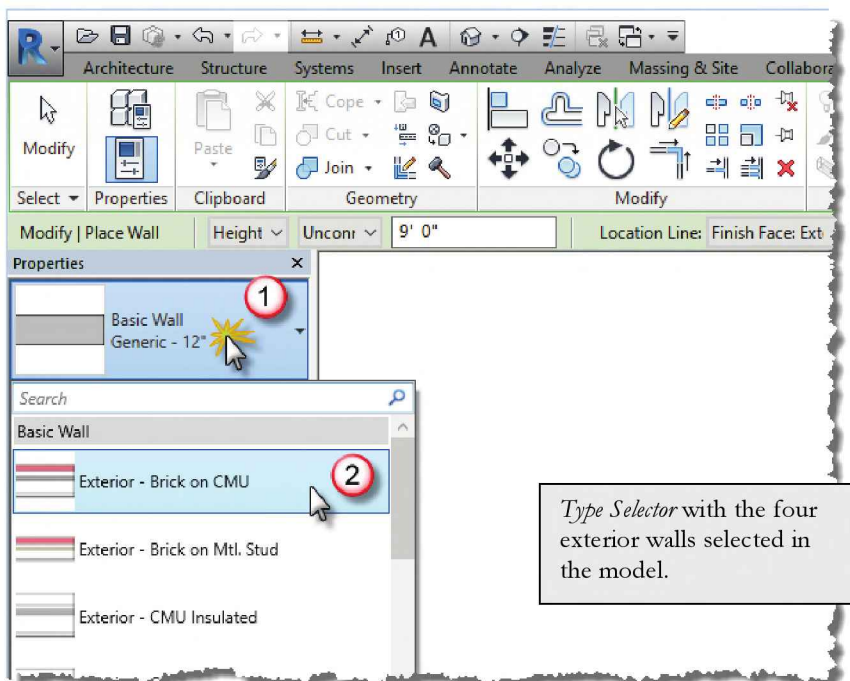 R
A
Architecture Structure Systems Insert Annotate Analyze Massing & Site Collabora
Modify
Paste
Cope
Cut
Join
Select Properties Clipboard Geometry Modify
Modify | Place Wall Height Unconr 9' 0" Location Line: Finish Face: Ext
Properties
1
Basic Wall
Generic - 12"
Search
Basic Wall
Exterior - Brick on CMU
2
Exterior - Brick on Mtl. Stud
Exterior - CMU Insulated
Type Selector with the four
exterior walls selected in
the model.